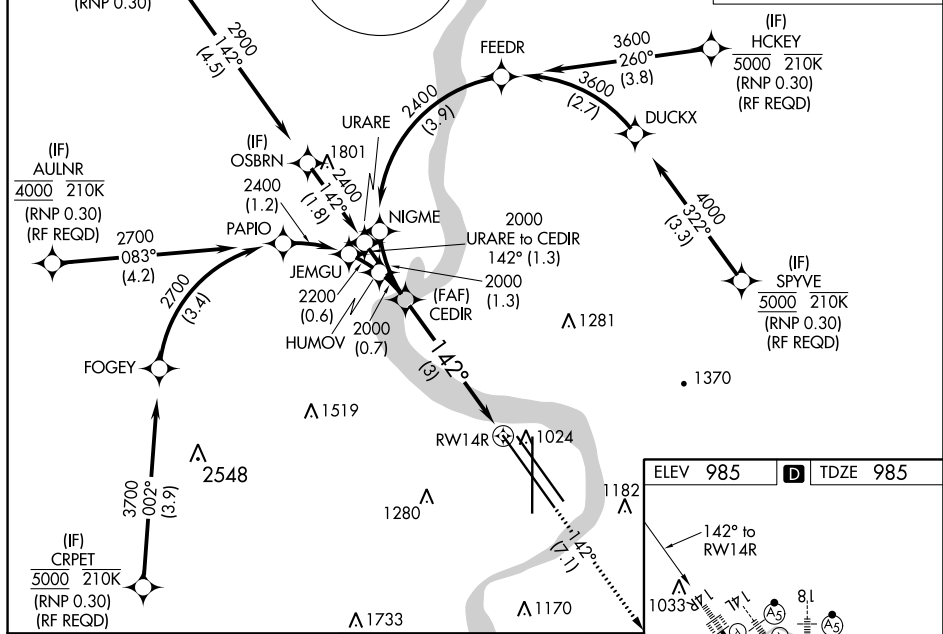 (RNP 0.30)
2900
142°
(4.5)
FEEDR
3600
260°
(3.8)
(IF)
HCKEY
5000 210K
(RNP 0.30)
(RF REQD)
3600
(2.7)
2400
(3.9)
URARE
DUCKX
(IF)
OSBRN
1801
2400
142°
(1.8)
(IF)
AULNR
4000 210K
(RNP 0.30)
(RF REQD)
2400
(1.2)
PAPIO
NIGME
2000
URARE to CEDIR
142° (1.3)
4000
322°
(3.3)
2700
083°
(4.2)
JEMGU
2000
(1.3)
2200
(0.6)
HUMOV
2000
(0.7)
(FAF)
CEDIR
(IF)
SPYVE
5000 210K
(RNP 0.30)
(RF REQD)
2700
(3.4)
1281
FOGEY
142°
(3)
1370
1519
RW14R
1024
2548
ELEV 985
D
TDZE 985
3700
002°
(3.9)
1280
1182
142°
(7.1)
142° to
RW14R
(IF)
CRPET
5000 210K
(RNP 0.30)
(RF REQD)
1733
1170
1033
14R
14L
A5
18
A5